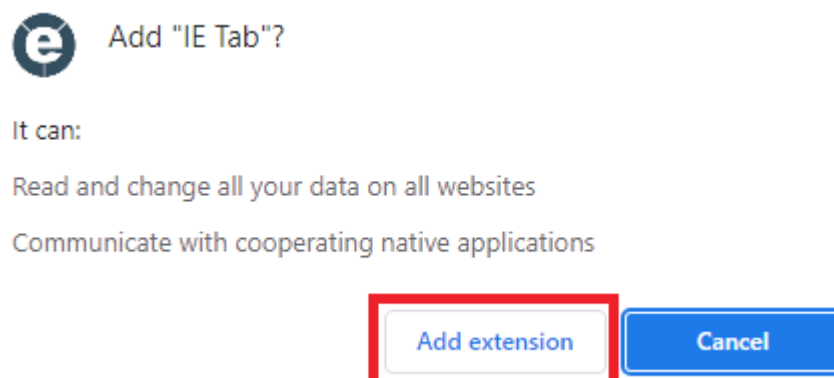 Add "IE Tab"?
It can:
Read and change all your data on all websites
Communicate with cooperating native applications
Add extension
Cancel